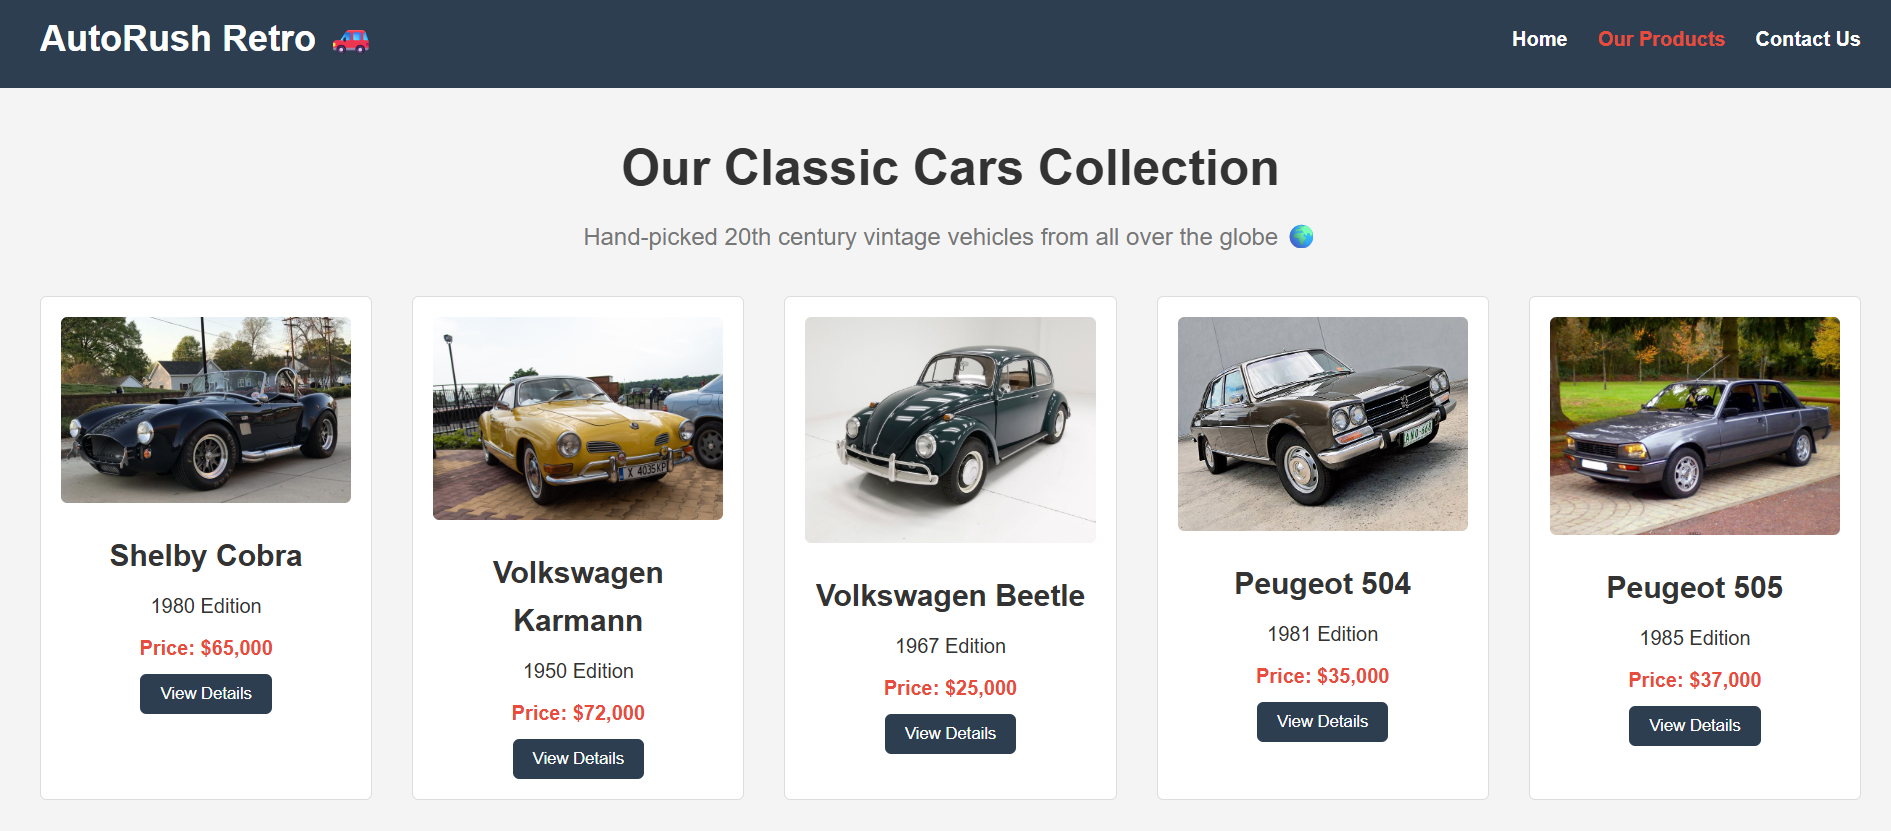 AutoRush Retro 🚗
Home
Our Products
Contact Us
Our Classic Cars Collection
Hand-picked 20th century vintage vehicles from all over the globe 🌍
Shelby Cobra
1980 Edition
Price: $65,000
View Details
X 4035 KP
Volkswagen
Karmann
1950 Edition
Price: $72,000
View Details
Volkswagen Beetle
1967 Edition
Price: $25,000
View Details
Peugeot 504
1981 Edition
Price: $35,000
View Details
Peugeot 505
1985 Edition
Price: $37,000
View Details